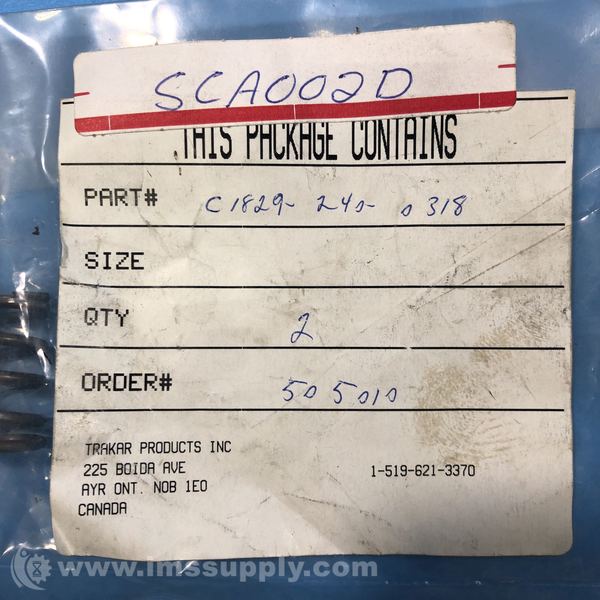 SCA002D
THIS PACKAGE CONTAINS
PART# C1829- 240- 0318
SIZE
QTY 2
ORDER# 505010
TRAKAR PRODUCTS INC
225 BOIDA AVE 1-519-621-3370
AYR ONT. N0B 1E0
CANADA
www.imssupply.com